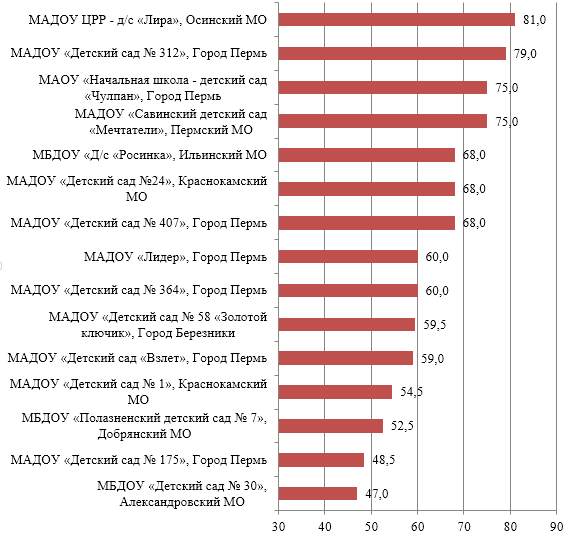 МАДОУ ЦРР - д/с «Лира», Осинский МО
81,0
МАДОУ «Детский сад № 312», Город Пермь
79,0
МАОУ «Начальная школа - детский сад
«Чулпан», Город Пермь
75,0
МАДОУ «Савинский детский сад
«Мечтатели», Пермский МО
75,0
МБДОУ «Д/с «Росинка», Ильинский МО
68,0
МАДОУ «Детский сад №24», Краснокамский
МО
68,0
МАДОУ «Детский сад № 407», Город Пермь
68,0
МАДОУ «Лидер», Город Пермь
60,0
МАДОУ «Детский сад № 364», Город Пермь
60,0
МАДОУ «Детский сад № 58 «Золотой
ключик», Город Березники
59,5
МАДОУ «Детский сад «Взлет», Город Пермь
59,0
МАДОУ «Детский сад № 1», Краснокамский
МО
54,5
МБДОУ «Полазненский детский сад № 7»,
Добрянский МО
52,5
МАДОУ «Детский сад № 175», Город Пермь
48,5
МБДОУ «Детский сад № 30»,
Александровский МО
47,0
30 40 50 60 70 80 90